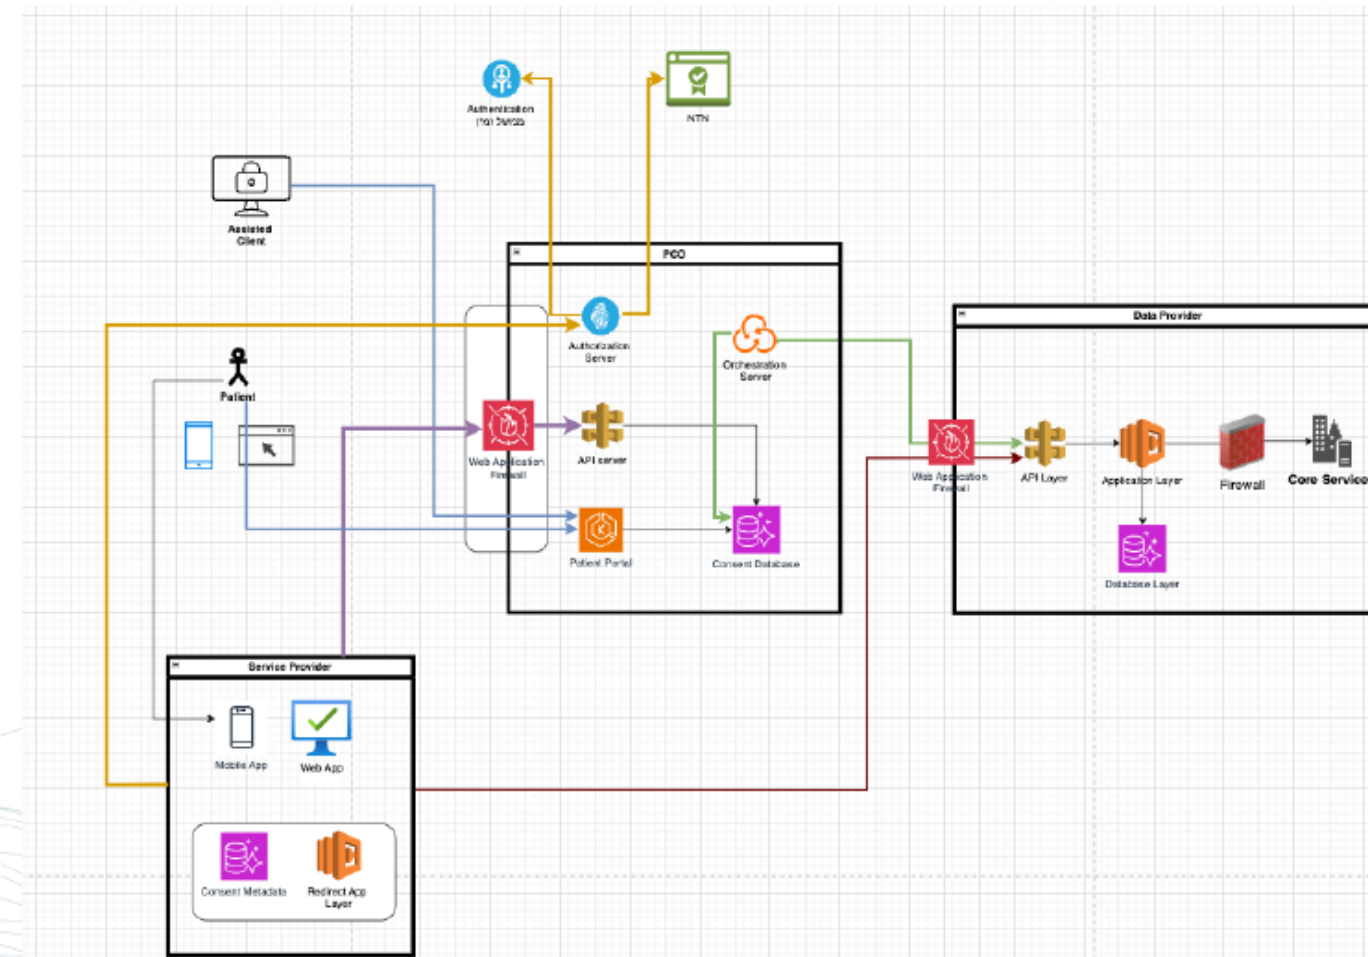 Authentication
ממשל זמין
NTN
Assisted
Client
PCO
Authorization
Server
Orchestration
Server
Data Provider
Patient
Web Application
Firewall
API server
Web Application
Firewall
API Layer
Application Layer
Firewall
Core Service
Patient Portal
Consent Database
Database Layer
Service Provider
Mobile App
Web App
Consent Metadata
Redirect App
Layer